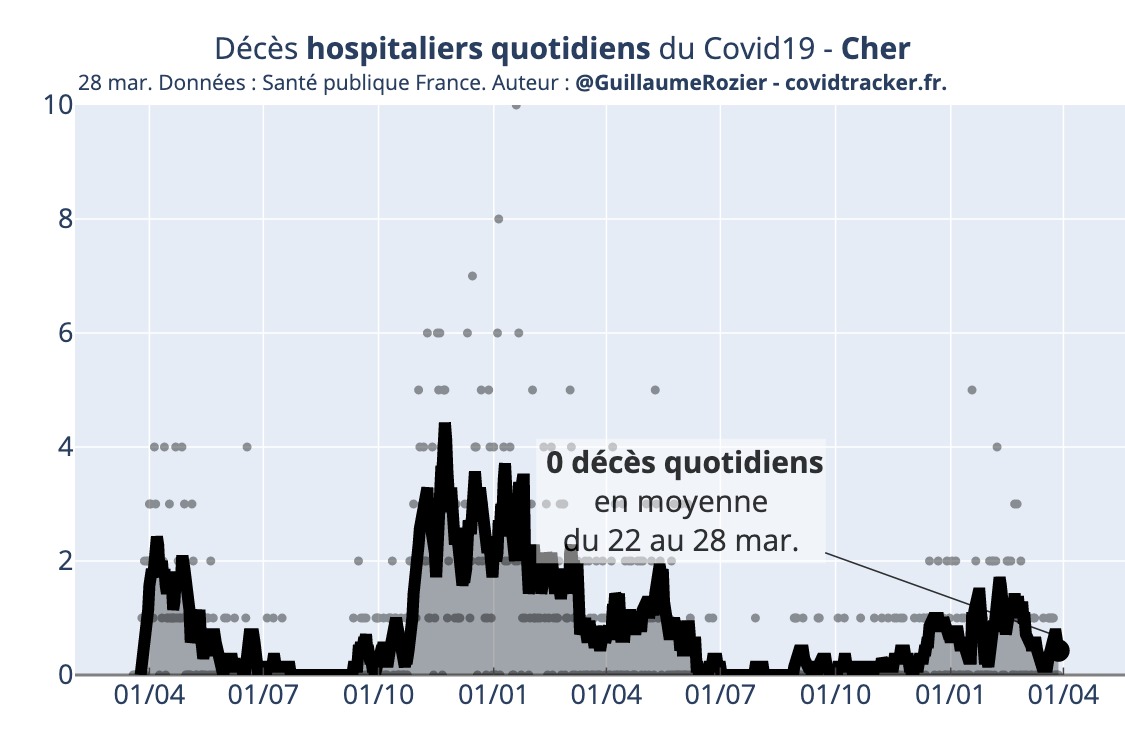 Décès hospitaliers quotidiens du Covid19 - Cher
28 mar. Données : Santé publique France. Auteur : @GuillaumeRozier - covidtracker.fr.
10
8
6
4
2
0
0 décès quotidiens
en moyenne
du 22 au 28 mar.
01/04 01/07 01/10 01/01 01/04 01/07 01/10 01/01 01/04